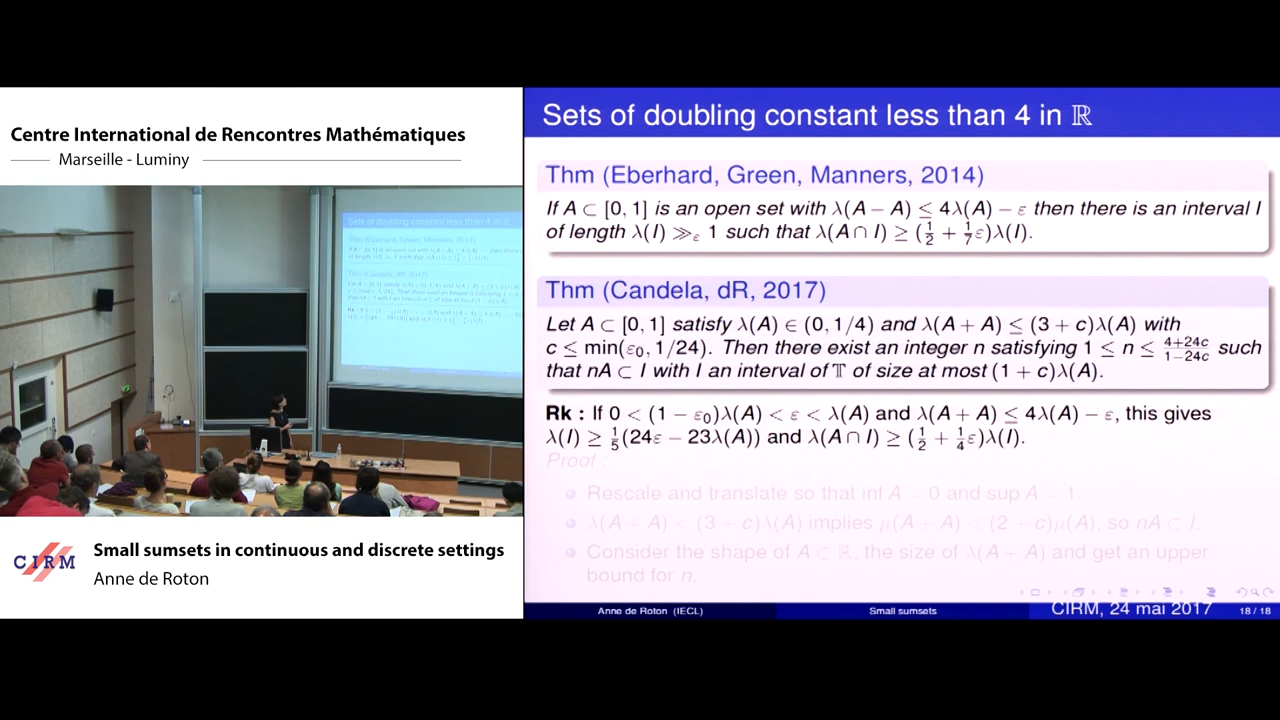 Centre International de Rencontres Mathématiques
Marseille - Luminy
CIRM
Small sumsets in continuous and discrete settings
Anne de Roton
Sets of doubling constant less than 4 in ℝ
Thm (Eberhard, Green, Manners, 2014)
If A ⊂ [0, 1] is an open set with λ(A − A) ≤ 4λ(A) − ε then there is an interval I
of length λ(I) ≫ε 1 such that λ(A ∩ I) ≥ (1/2 + 1/7 ε)λ(I).
Thm (Candela, dR, 2017)
Let A ⊂ [0, 1] satisfy λ(A) ∈ (0, 1/4) and λ(A + A) ≤ (3 + c)λ(A) with
c ≤ min(ε₀, 1/24). Then there exist an integer n satisfying 1 ≤ n ≤ (4+24c)/(1−24c) such
that nA ⊂ I with I an interval of 𝕋 of size at most (1 + c)λ(A).
Rk : If 0 < (1 − ε₀)λ(A) < ε < λ(A) and λ(A + A) ≤ 4λ(A) − ε, this gives
λ(I) ≥ 1/5(24ε − 23λ(A)) and λ(A ∩ I) ≥ (1/2 + 1/4 ε)λ(I).
Proof :
Rescale and translate so that inf A = 0 and sup A = 1.
λ(A + A) < (3 + c)λ(A) implies μ(A + A) < (2 + c)μ(A), so nA ⊂ I.
Consider the shape of A ⊂ ℝ, the size of λ(A + A) and get an upper
bound for n.
Anne de Roton (IECL) Small sumsets CIRM, 24 mai 2017 18 / 18